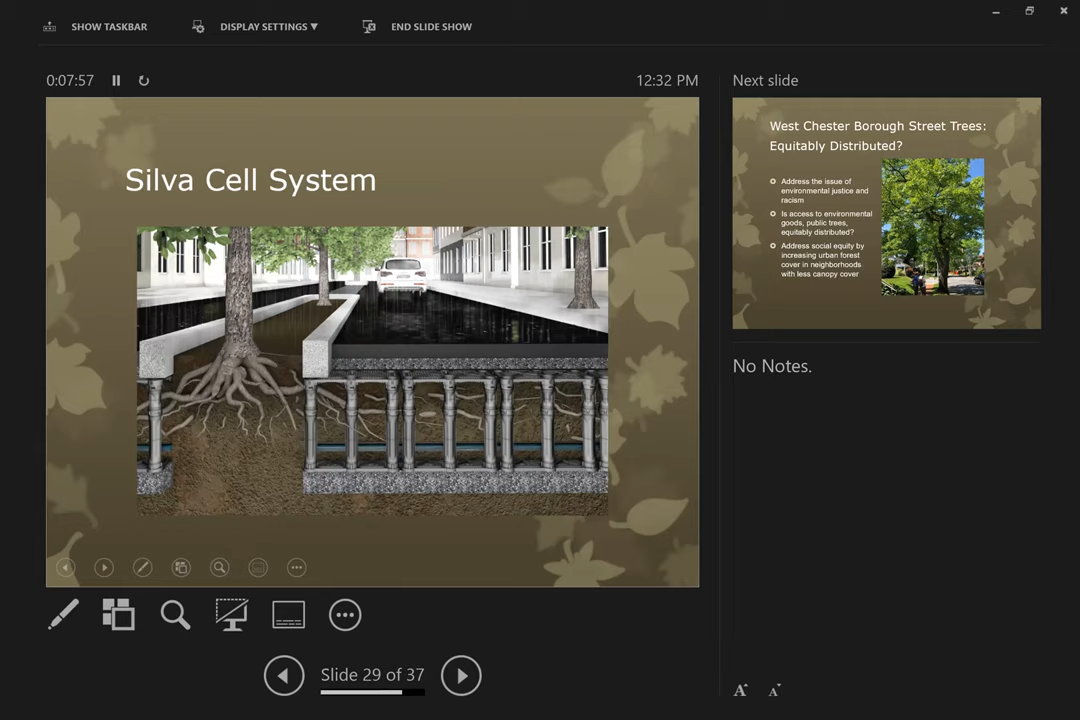 SHOW TASKBAR
DISPLAY SETTINGS ▼
END SLIDE SHOW
0:07:57
12:32 PM
Silva Cell System
Slide 29 of 37
Next slide
West Chester Borough Street Trees:
Equitably Distributed?
Address the issue of
environmental justice and
racism
Is access to environmental
goods, public trees,
equitably distributed?
Address social equity by
increasing urban forest
cover in neighborhoods
with less canopy cover
No Notes.
A A